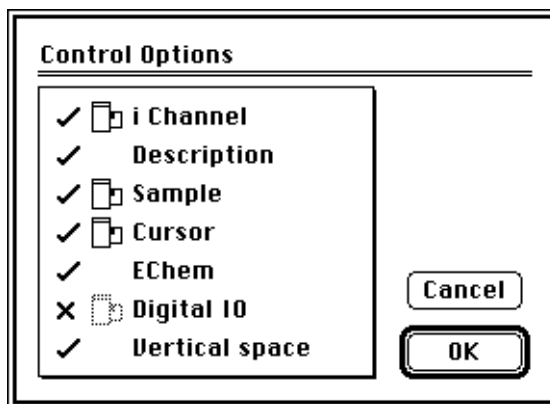 Control Options
i Channel
Description
Sample
Cursor
EChem
Digital IO
Vertical space
Cancel
OK